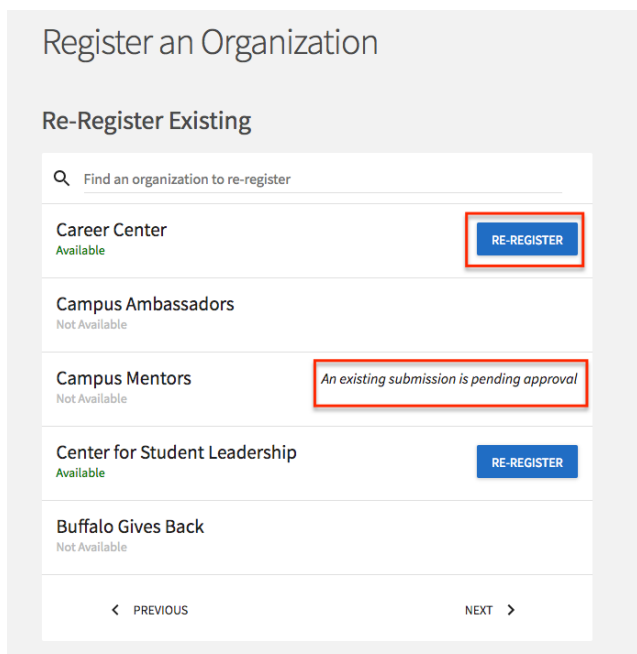 Register an Organization
Re-Register Existing
Find an organization to re-register
Career Center
Available
RE-REGISTER
Campus Ambassadors
Not Available
Campus Mentors
Not Available
An existing submission is pending approval
Center for Student Leadership
Available
RE-REGISTER
Buffalo Gives Back
Not Available
PREVIOUS
NEXT